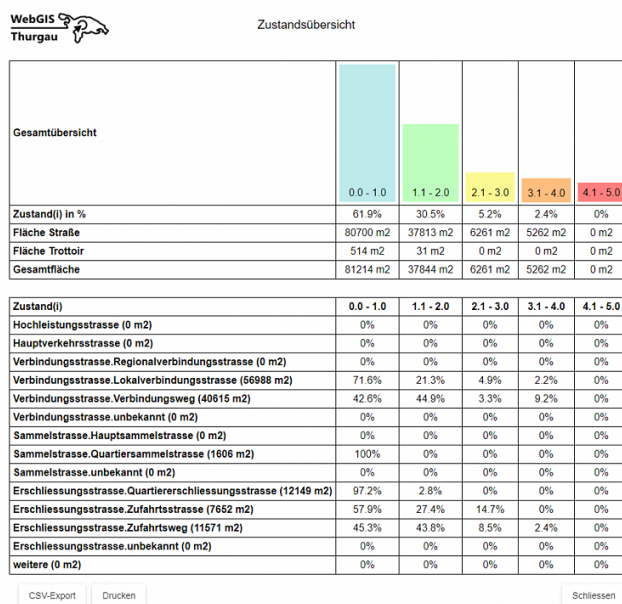 WebGIS
Thurgau
Zustandsübersicht
Gesamtübersicht
0.0 - 1.0 1.1 - 2.0 2.1 - 3.0 3.1 - 4.0 4.1 - 5.0
Zustand(i) in % 61.9% 30.5% 5.2% 2.4% 0%
Fläche Straße 80700 m2 37813 m2 6261 m2 5262 m2 0 m2
Fläche Trottoir 514 m2 31 m2 0 m2 0 m2 0 m2
Gesamtfläche 81214 m2 37844 m2 6261 m2 5262 m2 0 m2
Zustand(i) 0.0 - 1.0 1.1 - 2.0 2.1 - 3.0 3.1 - 4.0 4.1 - 5.0
Hochleistungsstrasse (0 m2) 0% 0% 0% 0% 0%
Hauptverkehrsstrasse (0 m2) 0% 0% 0% 0% 0%
Verbindungsstrasse.Regionalverbindungsstrasse (0 m2) 0% 0% 0% 0% 0%
Verbindungsstrasse.Lokalverbindungsstrasse (56988 m2) 71.6% 21.3% 4.9% 2.2% 0%
Verbindungsstrasse.Verbindungsweg (40615 m2) 42.6% 44.9% 3.3% 9.2% 0%
Verbindungsstrasse.unbekannt (0 m2) 0% 0% 0% 0% 0%
Sammelstrasse.Hauptsammelstrasse (0 m2) 0% 0% 0% 0% 0%
Sammelstrasse.Quartiersammelstrasse (1606 m2) 100% 0% 0% 0% 0%
Sammelstrasse.unbekannt (0 m2) 0% 0% 0% 0% 0%
Erschliessungsstrasse.Quartiererschliessungsstrasse (12149 m2) 97.2% 2.8% 0% 0% 0%
Erschliessungsstrasse.Zufahrtsstrasse (7652 m2) 57.9% 27.4% 14.7% 0% 0%
Erschliessungsstrasse.Zufahrtsweg (11571 m2) 45.3% 43.8% 8.5% 2.4% 0%
Erschliessungsstrasse.unbekannt (0 m2) 0% 0% 0% 0% 0%
weitere (0 m2) 0% 0% 0% 0% 0%
CSV-Export Drucken Schliessen